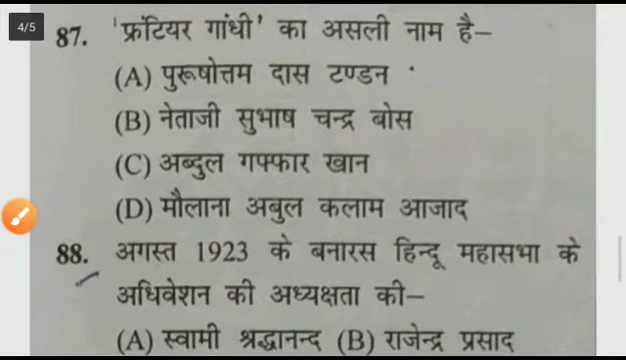 4/5
87. 'फ्रंटियर गांधी' का असली नाम है–
(A) पुरूषोत्तम दास टण्डन
(B) नेताजी सुभाष चन्द्र बोस
(C) अब्दुल गफ्फार खान
(D) मौलाना अबुल कलाम आजाद
88. अगस्त 1923 के बनारस हिन्दू महासभा के
अधिवेशन की अध्यक्षता की–
(A) स्वामी श्रद्धानन्द (B) राजेन्द्र प्रसाद